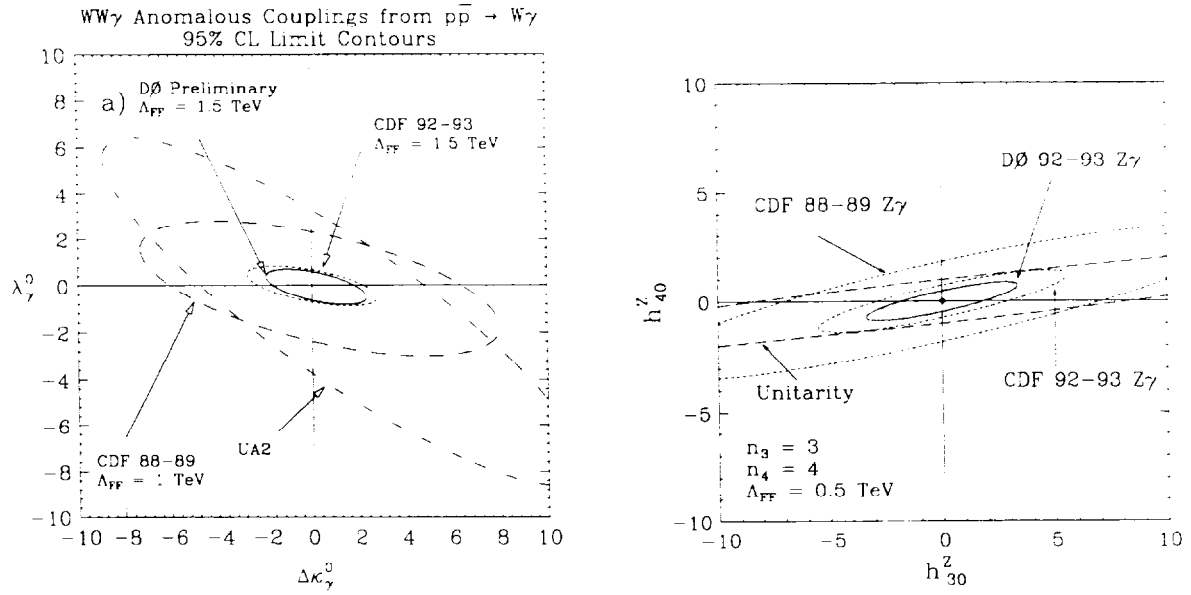 WWγ Anomalous Couplings from pp̅ → Wγ
95% CL Limit Contours
10
8
6
4
2
0
-2
-4
-6
-8
-10
λ⁰γ
a)
DØ Preliminary
Λ_FF = 1.5 TeV
CDF 92-93
Λ_FF = 1.5 TeV
CDF 88-89
Λ_FF = 1 TeV
UA2
-10 -8 -6 -4 -2 0 2 4 6 8 10
Δκ⁰γ
10
5
0
-5
-10
h^Z_40
DØ 92-93 Zγ
CDF 88-89 Zγ
CDF 92-93 Zγ
Unitarity
n₃ = 3
n₄ = 4
Λ_FF = 0.5 TeV
-10 -5 0 5 10
h^Z_30